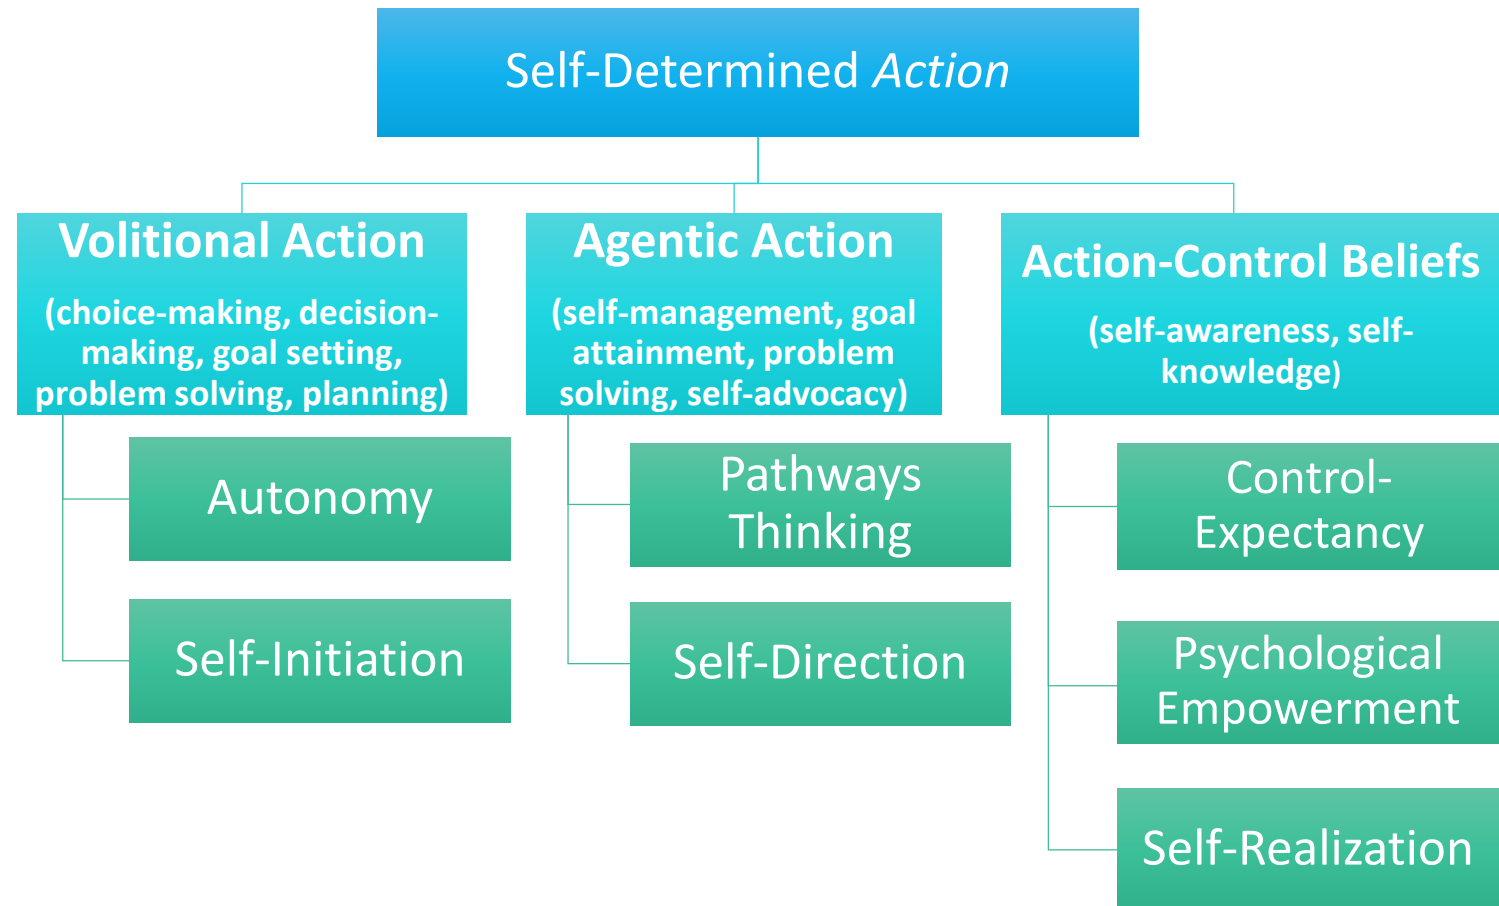 Self-Determined Action
Volitional Action
(choice-making, decision-
making, goal setting,
problem solving, planning)
Autonomy
Self-Initiation
Agentic Action
(self-management, goal
attainment, problem
solving, self-advocacy)
Pathways
Thinking
Self-Direction
Action-Control Beliefs
(self-awareness, self-
knowledge)
Control-
Expectancy
Psychological
Empowerment
Self-Realization